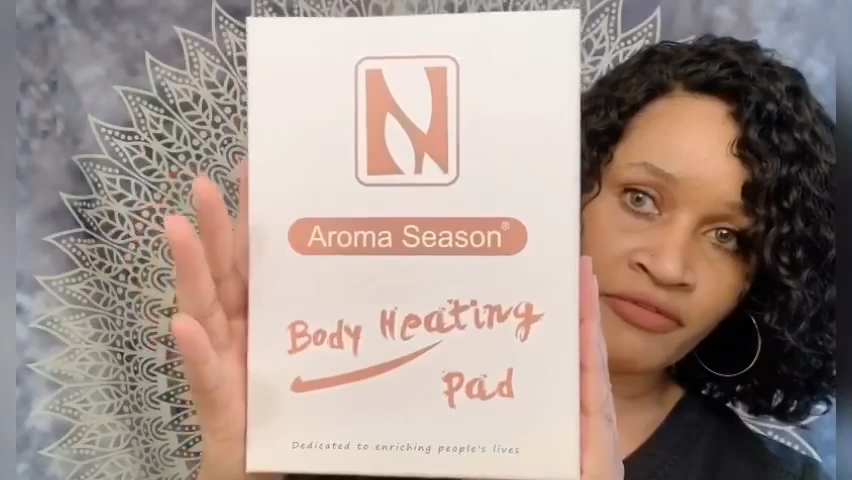 N
Aroma Season®
Body Heating
Pad
Dedicated to enriching people's lives